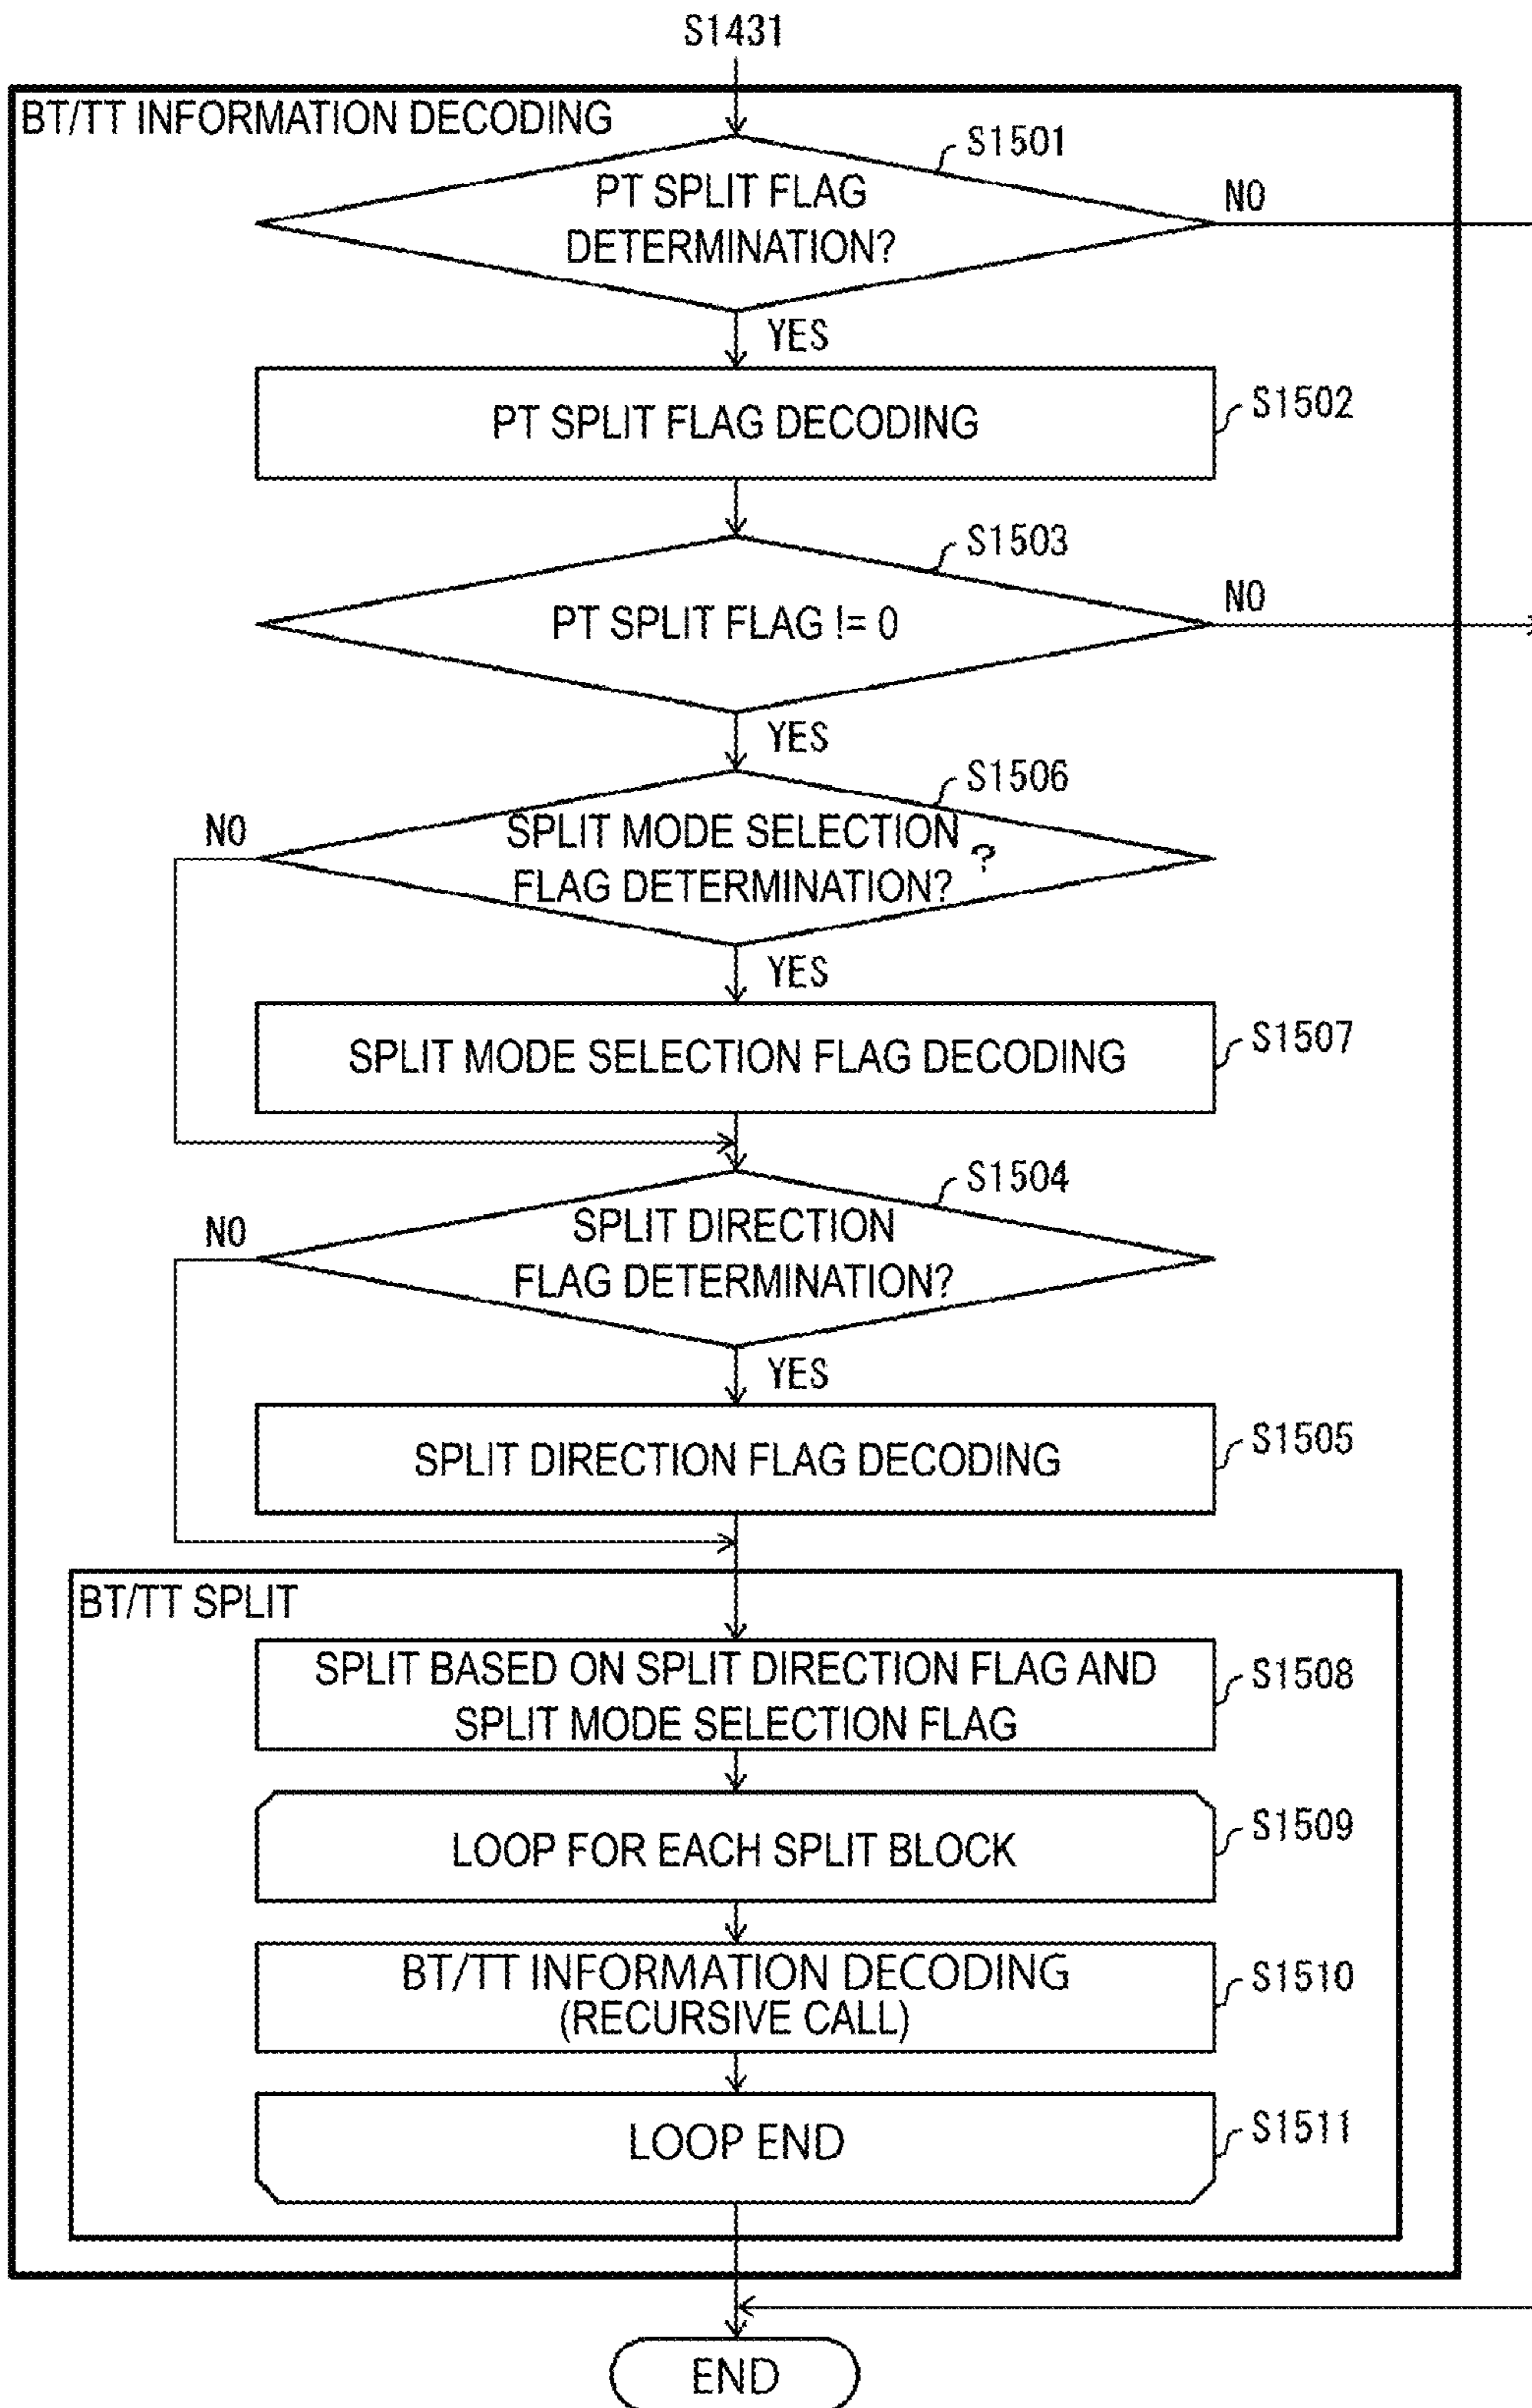 S1431
BT/TT INFORMATION DECODING
S1501
PT SPLIT FLAG
DETERMINATION?
NO
YES
PT SPLIT FLAG DECODING
S1502
S1503
PT SPLIT FLAG != 0
NO
YES
S1506
NO
SPLIT MODE SELECTION
FLAG DETERMINATION? ?
YES
SPLIT MODE SELECTION FLAG DECODING
S1507
S1504
NO
SPLIT DIRECTION
FLAG DETERMINATION?
YES
SPLIT DIRECTION FLAG DECODING
S1505
BT/TT SPLIT
SPLIT BASED ON SPLIT DIRECTION FLAG AND
SPLIT MODE SELECTION FLAG
S1508
LOOP FOR EACH SPLIT BLOCK
S1509
BT/TT INFORMATION DECODING
(RECURSIVE CALL)
S1510
LOOP END
S1511
END